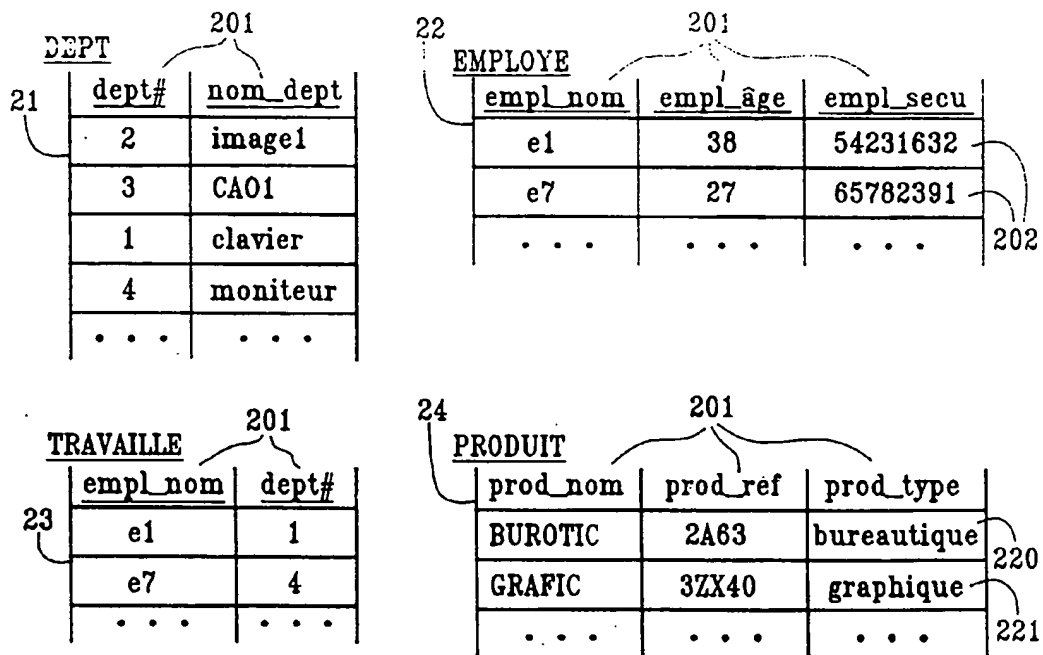 DEPT
201
21
dept# nom_dept
2 image1
3 CAO1
1 clavier
4 moniteur
. . . . . .
22
201
EMPLOYE
empl_nom empl_âge empl_secu
e1 38 54231632
e7 27 65782391
. . . . . . . . .
202
TRAVAILLE
201
23
empl_nom dept#
e1 1
e7 4
. . . . . .
24
201
PRODUIT
prod_nom prod_réf prod_type
BUROTIC 2A63 bureautique
220
GRAFIC 3ZX40 graphique
221
. . . . . . . . .